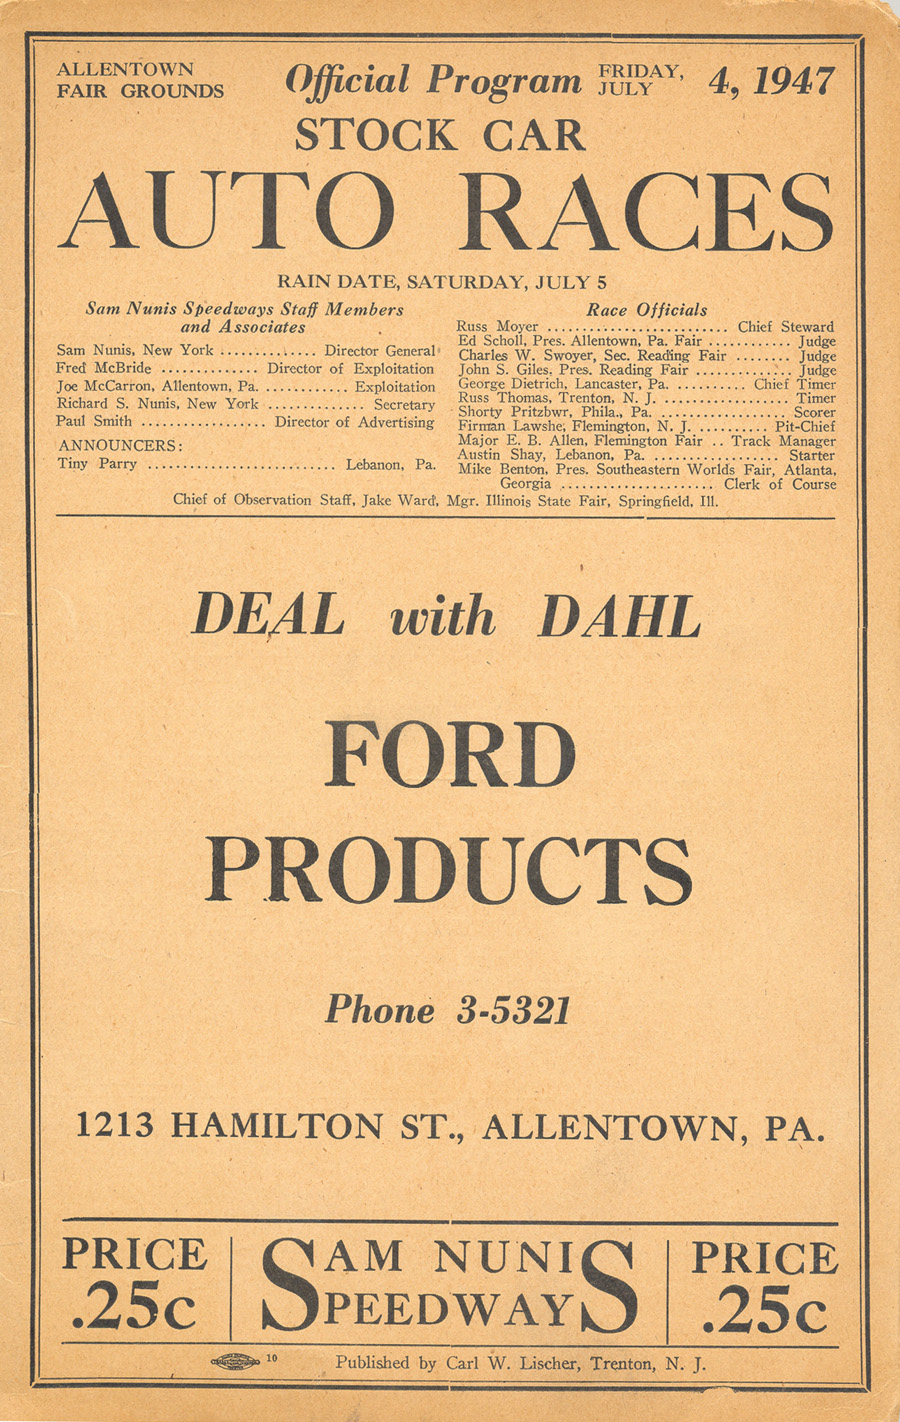 ALLENTOWN
FAIR GROUNDS
Official Program
FRIDAY,
JULY
4, 1947
STOCK CAR
AUTO RACES
RAIN DATE, SATURDAY, JULY 5
Sam Nunis Speedways Staff Members
and Associates
Sam Nunis, New York .............. Director General
Fred McBride ............. Director of Exploitation
Joe McCarron, Allentown, Pa. ............ Exploitation
Richard S. Nunis, New York .............. Secretary
Paul Smith .................. Director of Advertising
ANNOUNCERS:
Tiny Parry ........................... Lebanon, Pa.
Race Officials
Russ Moyer .......................... Chief Steward
Ed Scholl, Pres. Allentown, Pa. Fair ............ Judge
Charles W. Swoyer, Sec. Reading Fair ........ Judge
John S. Giles, Pres. Reading Fair .............. Judge
George Dietrich, Lancaster, Pa. .......... Chief Timer
Russ Thomas, Trenton, N. J. .................. Timer
Shorty Pritzbwr, Phila., Pa. .................. Scorer
Firman Lawshe, Flemington, N. J. .......... Pit-Chief
Major E. B. Allen, Flemington Fair .. Track Manager
Austin Shay, Lebanon, Pa. .................. Starter
Mike Benton, Pres. Southeastern Worlds Fair, Atlanta,
Georgia ...................... Clerk of Course
Chief of Observation Staff, Jake Ward, Mgr. Illinois State Fair, Springfield, Ill.
DEAL with DAHL
FORD
PRODUCTS
Phone 3-5321
1213 HAMILTON ST., ALLENTOWN, PA.
PRICE
.25c
SAM NUNIS
SPEEDWAYS
PRICE
.25c
10
Published by Carl W. Lischer, Trenton, N. J.